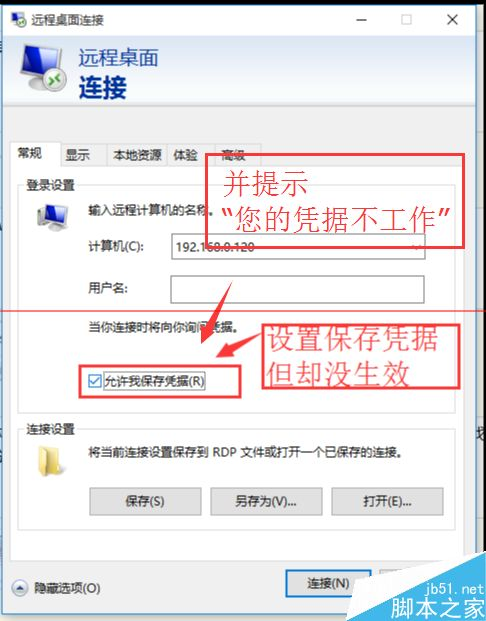 远程桌面连接
远程桌面
连接
常规 显示 本地资源 体验 高级
并提示
“您的凭据不工作”
登录设置
输入远程计算机的名称。
计算机(C): 192.168.0.120
用户名:
当你连接时将向你询问凭据。
设置保存凭据
但却没生效
允许我保存凭据(R)
连接设置
将当前连接设置保存到 RDP 文件或打开一个已保存的连接。
保存(S) 另存为(V)... 打开(E)...
隐藏选项(O) 连接(N)
jb51.net
脚本之家